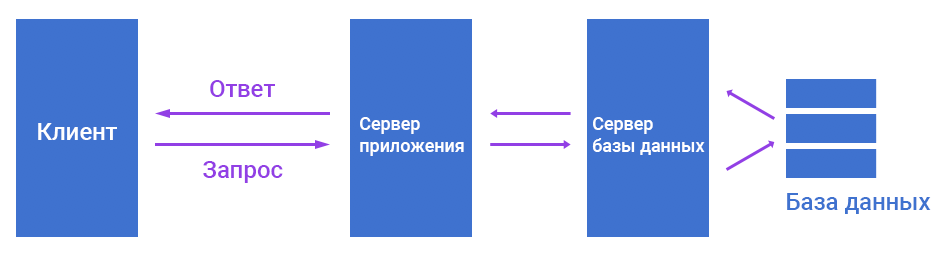 Клиент
Ответ
Запрос
Сервер
приложения
Сервер
базы данных
База данных